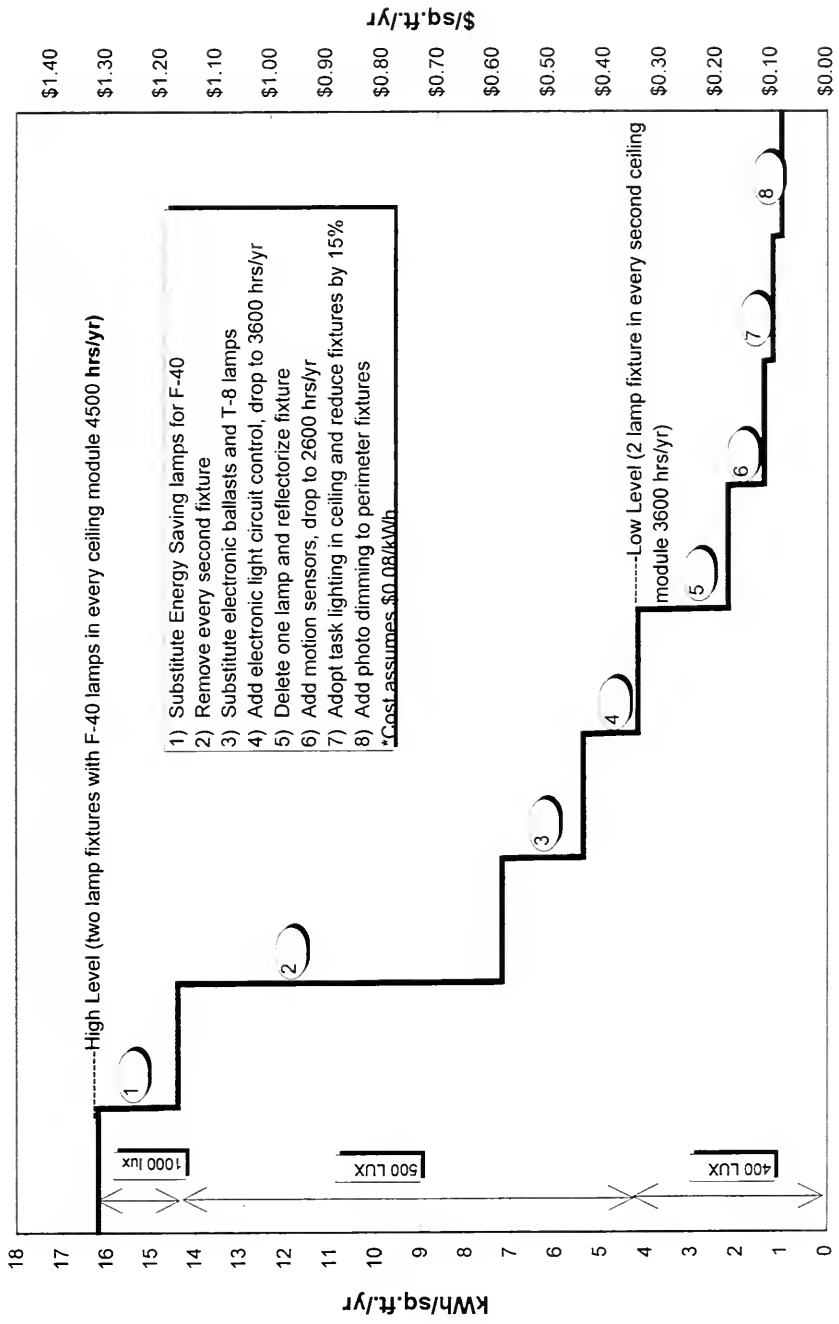 kWh/sq.ft./yr
18
17
16
15
14
13
12
11
10
9
8
7
6
5
4
3
2
1
0
1000 lux
500 LUX
400 LUX
------High Level (two lamp fixtures with F-40 lamps in every ceiling module 4500 hrs/yr)
1
2
3
4
5
6
7
8
1) Substitute Energy Saving lamps for F-40
2) Remove every second fixture
3) Substitute electronic ballasts and T-8 lamps
4) Add electronic light circuit control, drop to 3600 hrs/yr
5) Delete one lamp and reflectorize fixture
6) Add motion sensors, drop to 2600 hrs/yr
7) Adopt task lighting in ceiling and reduce fixtures by 15%
8) Add photo dimming to perimeter fixtures
*Cost assumes $0.08/kWh
-----Low Level (2 lamp fixture in every second ceiling
module 3600 hrs/yr)
$1.40
$1.30
$1.20
$1.10
$1.00
$0.90
$0.80
$0.70
$0.60
$0.50
$0.40
$0.30
$0.20
$0.10
$0.00
$/sq.ft./yr